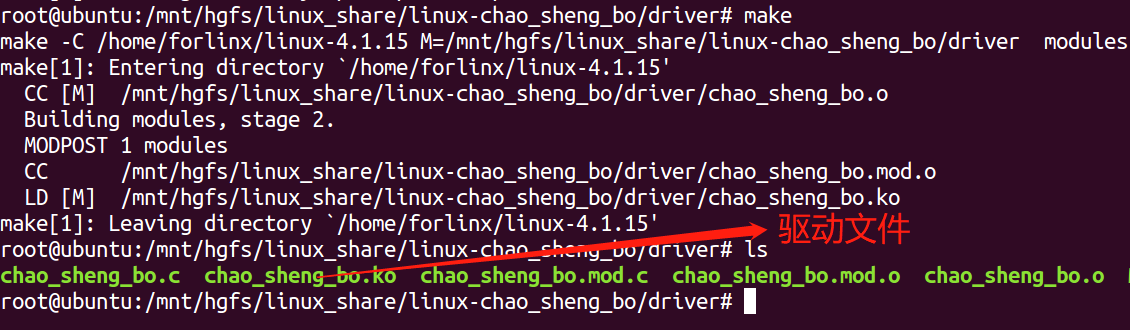 root@ubuntu:/mnt/hgfs/linux_share/linux-chao_sheng_bo/driver# make
make -C /home/forlinx/linux-4.1.15 M=/mnt/hgfs/linux_share/linux-chao_sheng_bo/driver  modules
make[1]: Entering directory `/home/forlinx/linux-4.1.15'
  CC [M]  /mnt/hgfs/linux_share/linux-chao_sheng_bo/driver/chao_sheng_bo.o
  Building modules, stage 2.
  MODPOST 1 modules
  CC      /mnt/hgfs/linux_share/linux-chao_sheng_bo/driver/chao_sheng_bo.mod.o
  LD [M]  /mnt/hgfs/linux_share/linux-chao_sheng_bo/driver/chao_sheng_bo.ko
make[1]: Leaving directory `/home/forlinx/linux-4.1.15'
驱动文件
root@ubuntu:/mnt/hgfs/linux_share/linux-chao_sheng_bo/driver# ls
chao_sheng_bo.c  chao_sheng_bo.ko  chao_sheng_bo.mod.c  chao_sheng_bo.mod.o  chao_sheng_bo.o
root@ubuntu:/mnt/hgfs/linux_share/linux-chao_sheng_bo/driver#